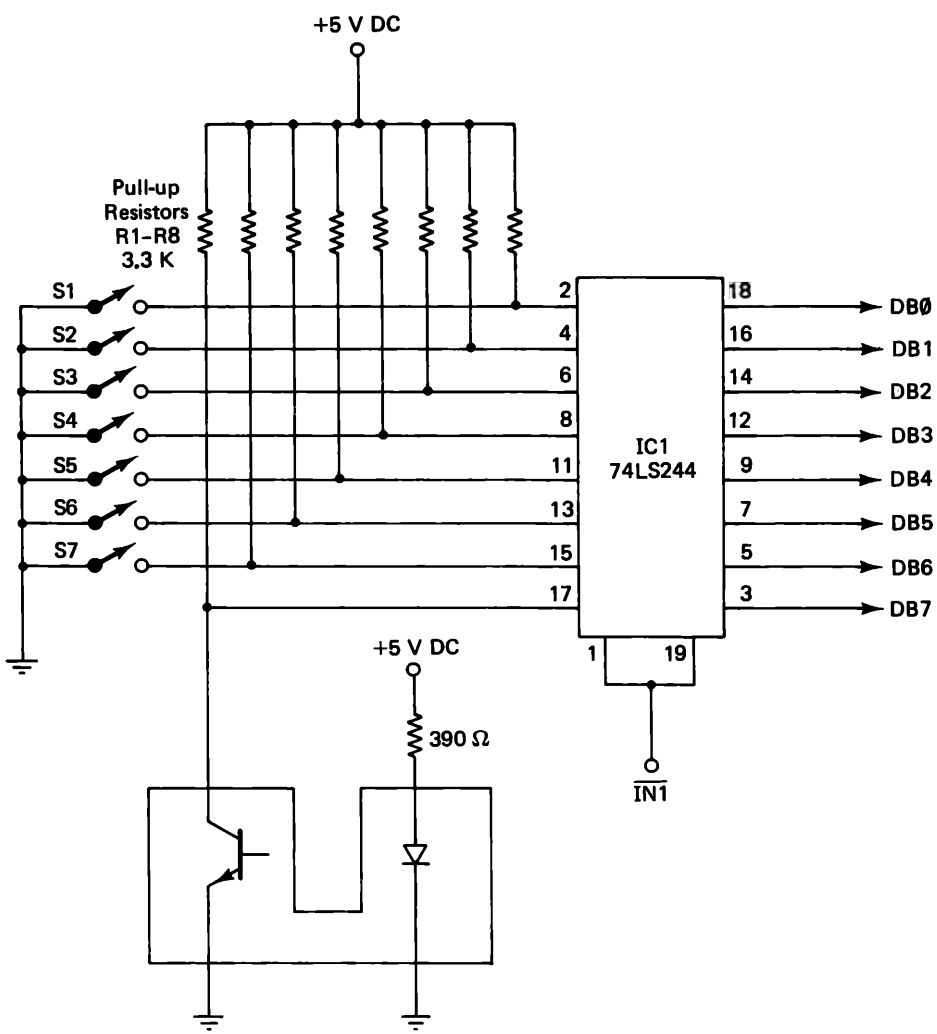 +5 V DC
Pull-up
Resistors
R1–R8
3.3 K
S1
2
18
DBØ
S2
4
16
DB1
S3
6
14
DB2
S4
8
12
DB3
IC1
74LS244
S5
11
9
DB4
S6
13
7
DB5
S7
15
5
DB6
17
3
DB7
1
19
+5 V DC
390 Ω
IN1